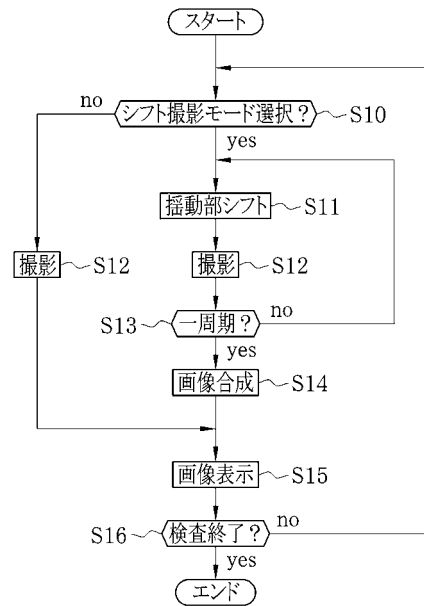 スタート
no
シフト撮影モード選択？
S10
yes
揺動部シフト
S11
撮影
S12
撮影
S12
S13
一周期？
no
yes
画像合成
S14
画像表示
S15
S16
検査終了？
no
yes
エンド